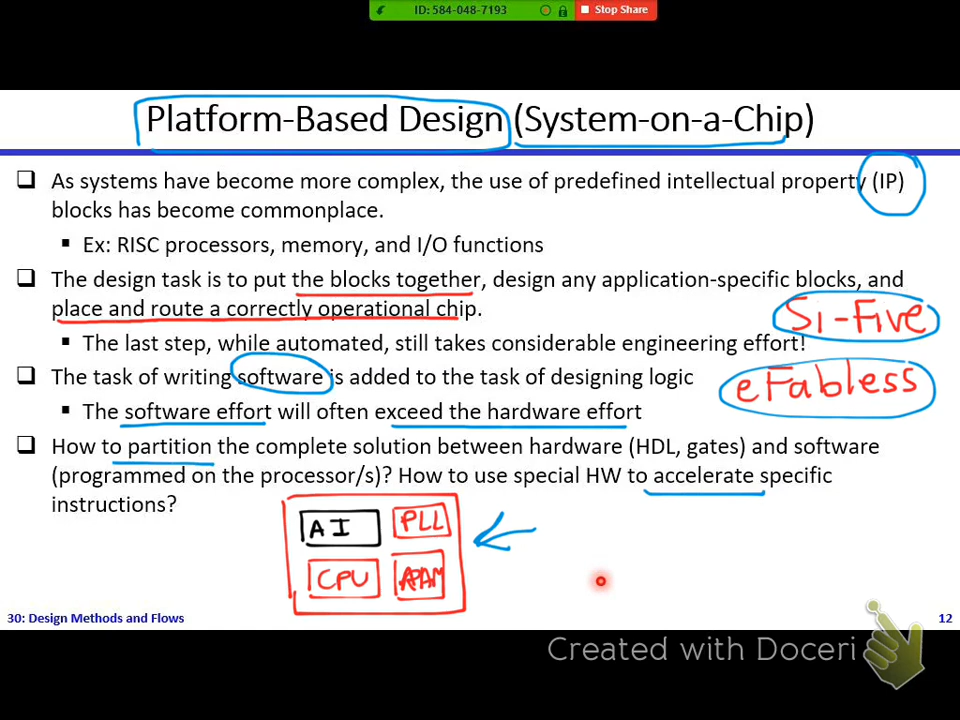 ID: 584-048-7193
Stop Share
Platform-Based Design (System-on-a-Chip)
As systems have become more complex, the use of predefined intellectual property (IP)
blocks has become commonplace.
Ex: RISC processors, memory, and I/O functions
The design task is to put the blocks together, design any application-specific blocks, and
place and route a correctly operational chip.
Si-Five
The last step, while automated, still takes considerable engineering effort!
The task of writing software is added to the task of designing logic
eFabless
The software effort will often exceed the hardware effort
How to partition the complete solution between hardware (HDL, gates) and software
(programmed on the processor/s)? How to use special HW to accelerate specific
instructions?
AI
PLL
CPU
30: Design Methods and Flows
12
Created with Doceri